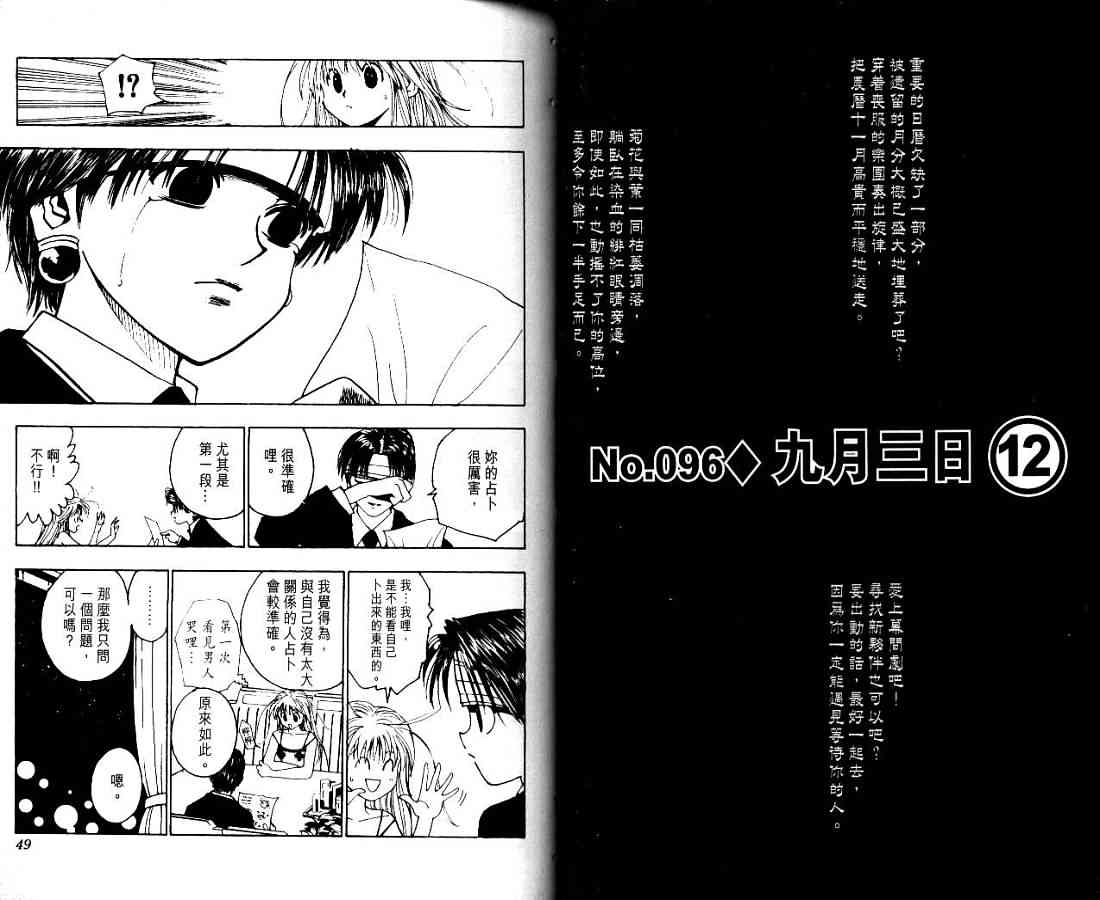 重要的日曆欠缺了一部分，
被遺留的月分大概已盛大地埋葬了吧？
穿着喪服的樂團奏出旋律，
把農曆十一月高貴而平穩地送走。
菊花與葉一同枯萎凋落，
躺臥在染血的緋紅眼睛旁邊，
即使如此，也動搖不了你的高位，
至多令你餘下一半手足而已。
No.096◆九月三日⑫
愛上幕間劇吧！
尋找新夥伴也可以吧？
要出動的話，最好一起去，
因為你一定能遇見等待你的人。
!?
妳的占卜
很厲害，
很準確
哩。
尤其是
第一段…
啊！
不行!!
我…我哩，
是不能看自己
卜出來的東西的。
我覺得為，
與自己沒有太大
關係的人占卜
會較準確。
第一次
看見男人
哭哩…
原來如此。
………
那麼我只問
一個問題，
可以嗎？
嗯。
49